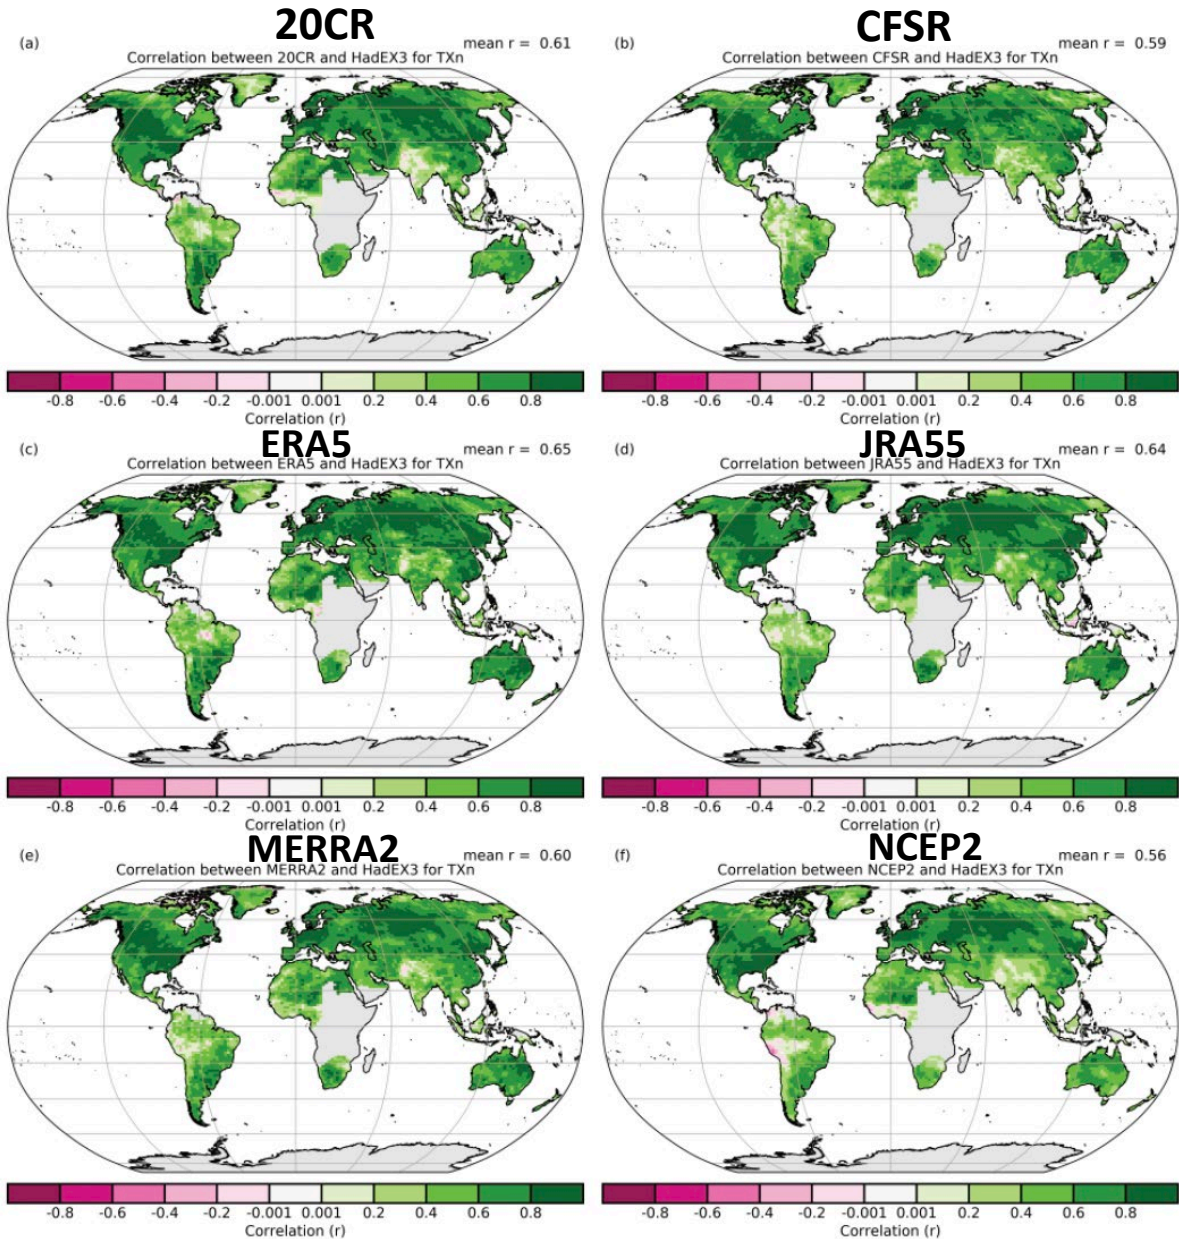 20CR
CFSR
(a)
mean r = 0.61
Correlation between 20CR and HadEX3 for TXn
(b)
mean r = 0.59
Correlation between CFSR and HadEX3 for TXn
-0.8 -0.6 -0.4 -0.2 -0.001 0.001 0.2 0.4 0.6 0.8
Correlation (r)
-0.8 -0.6 -0.4 -0.2 -0.001 0.001 0.2 0.4 0.6 0.8
Correlation (r)
ERA5
JRA55
(c)
mean r = 0.65
Correlation between ERA5 and HadEX3 for TXn
(d)
mean r = 0.64
Correlation between JRA55 and HadEX3 for TXn
-0.8 -0.6 -0.4 -0.2 -0.001 0.001 0.2 0.4 0.6 0.8
Correlation (r)
-0.8 -0.6 -0.4 -0.2 -0.001 0.001 0.2 0.4 0.6 0.8
Correlation (r)
MERRA2
NCEP2
(e)
mean r = 0.60
Correlation between MERRA2 and HadEX3 for TXn
(f)
mean r = 0.56
Correlation between NCEP2 and HadEX3 for TXn
-0.8 -0.6 -0.4 -0.2 -0.001 0.001 0.2 0.4 0.6 0.8
Correlation (r)
-0.8 -0.6 -0.4 -0.2 -0.001 0.001 0.2 0.4 0.6 0.8
Correlation (r)